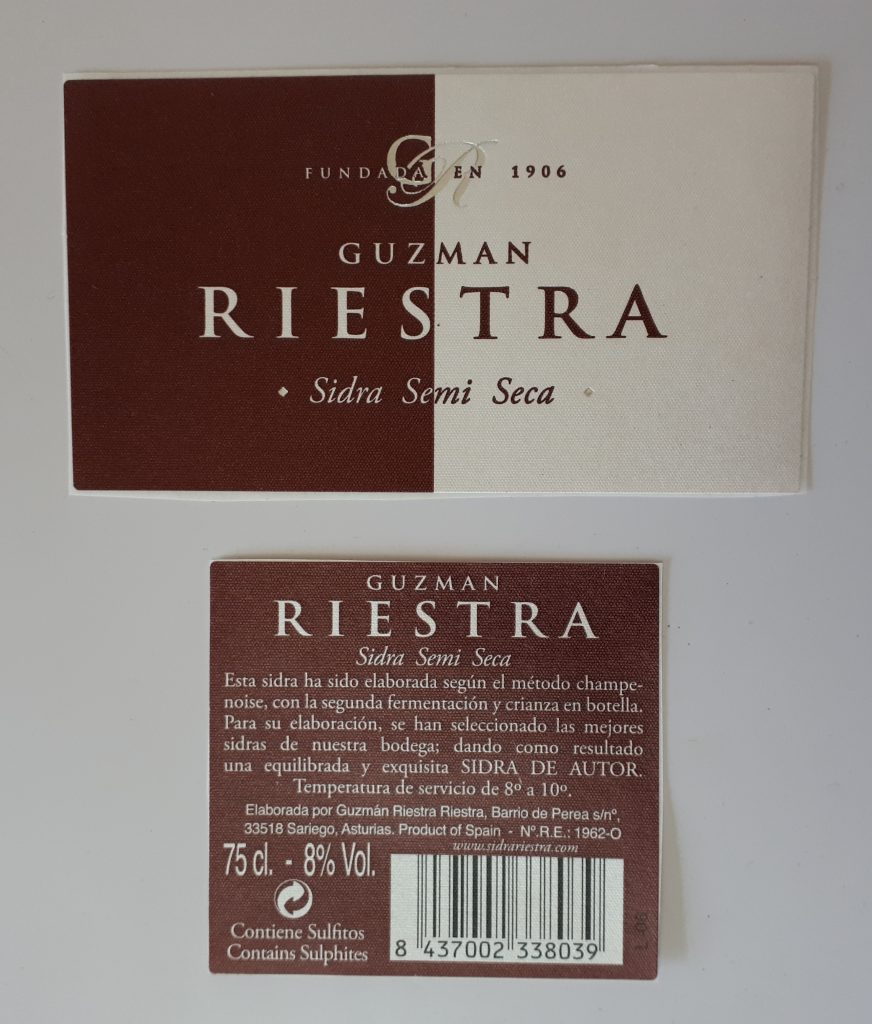 GR
FUNDADA EN 1906
GUZMAN
RIESTRA
Sidra Semi Seca
GUZMAN
RIESTRA
Sidra Semi Seca
Esta sidra ha sido elaborada según el método champe-
noise, con la segunda fermentación y crianza en botella.
Para su elaboración, se han seleccionado las mejores
sidras de nuestra bodega; dando como resultado
una equilibrada y exquisita SIDRA DE AUTOR.
Temperatura de servicio de 8º a 10º.
Elaborada por Guzmán Riestra Riestra, Barrio de Perea s/nº,
33518 Sariego, Asturias. Product of Spain - Nº.R.E.: 1962-O
www.sidrariestra.com
75 cl. - 8% Vol.
Contiene Sulfitos
Contains Sulphites
8 437002 338039